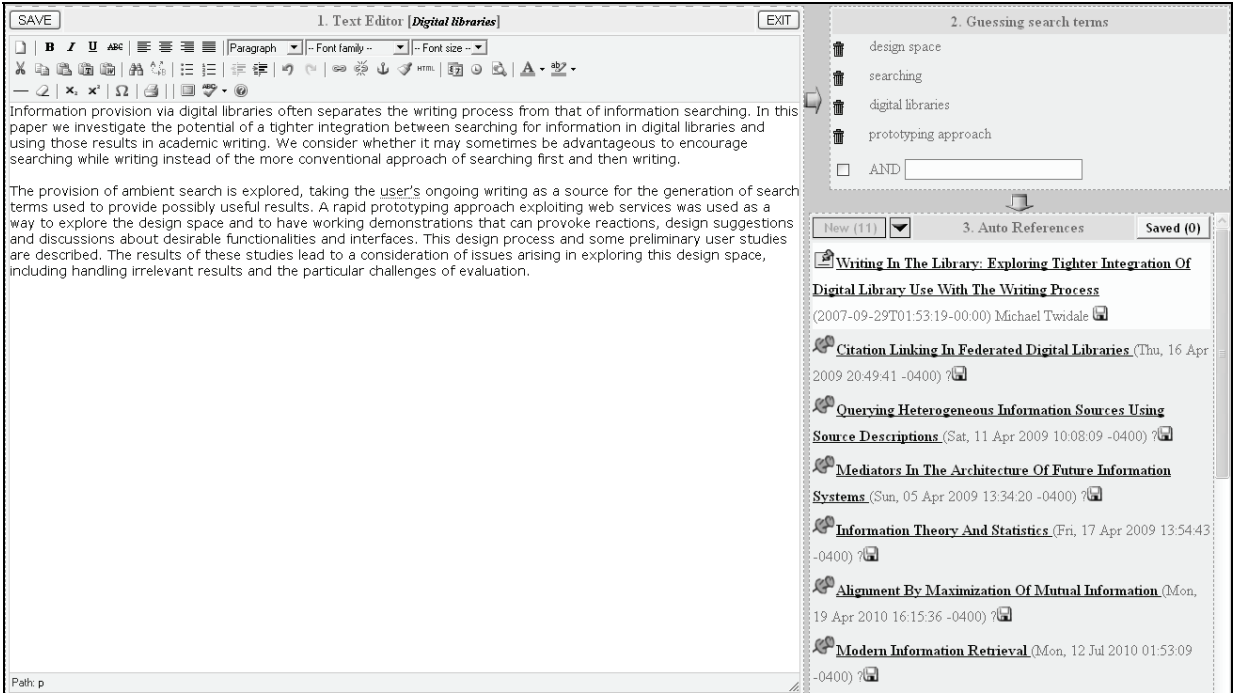 SAVE
1. Text Editor [Digital libraries]
EXIT
B I U ABC Paragraph -- Font family -- -- Font size --
HTML A ab
x₂ x² Ω ABC
Information provision via digital libraries often separates the writing process from that of information searching. In this
paper we investigate the potential of a tighter integration between searching for information in digital libraries and
using those results in academic writing. We consider whether it may sometimes be advantageous to encourage
searching while writing instead of the more conventional approach of searching first and then writing.
The provision of ambient search is explored, taking the user's ongoing writing as a source for the generation of search
terms used to provide possibly useful results. A rapid prototyping approach exploiting web services was used as a
way to explore the design space and to have working demonstrations that can provoke reactions, design suggestions
and discussions about desirable functionalities and interfaces. This design process and some preliminary user studies
are described. The results of these studies lead to a consideration of issues arising in exploring this design space,
including handling irrelevant results and the particular challenges of evaluation.
Path: p
2. Guessing search terms
design space
searching
digital libraries
prototyping approach
AND
New (11)
3. Auto References
Saved (0)
Writing In The Library: Exploring Tighter Integration Of
Digital Library Use With The Writing Process
(2007-09-29T01:53:19-00:00) Michael Twidale
Citation Linking In Federated Digital Libraries (Thu, 16 Apr
2009 20:49:41 -0400) ?
Querying Heterogeneous Information Sources Using
Source Descriptions (Sat, 11 Apr 2009 10:08:09 -0400) ?
Mediators In The Architecture Of Future Information
Systems (Sun, 05 Apr 2009 13:34:20 -0400) ?
Information Theory And Statistics (Fri, 17 Apr 2009 13:54:43
-0400) ?
Alignment By Maximization Of Mutual Information (Mon,
19 Apr 2010 16:15:36 -0400) ?
Modern Information Retrieval (Mon, 12 Jul 2010 01:53:09
-0400) ?